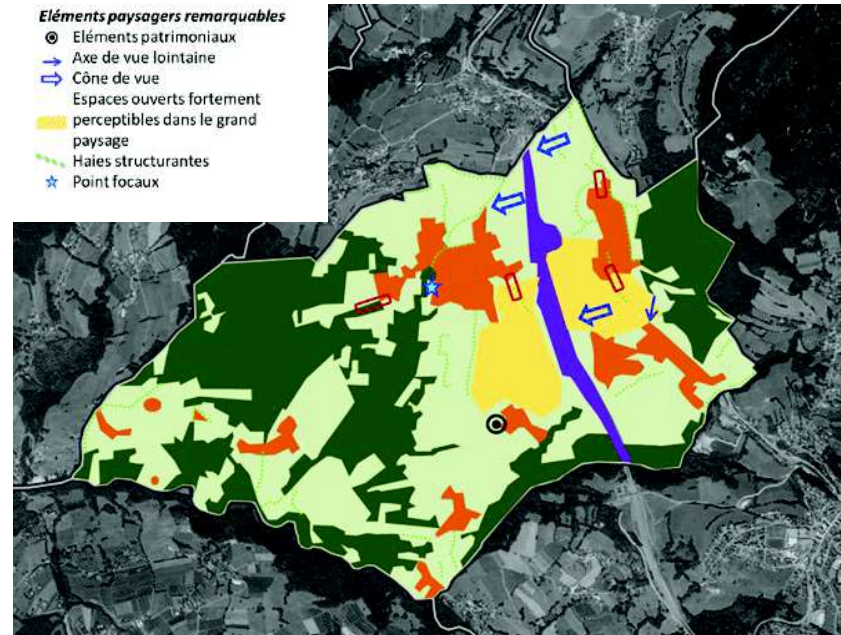 Eléments paysagers remarquables
Eléments patrimoniaux
Axe de vue lointaine
Cône de vue
Espaces ouverts fortement
perceptibles dans le grand
paysage
Haies structurantes
Point focaux